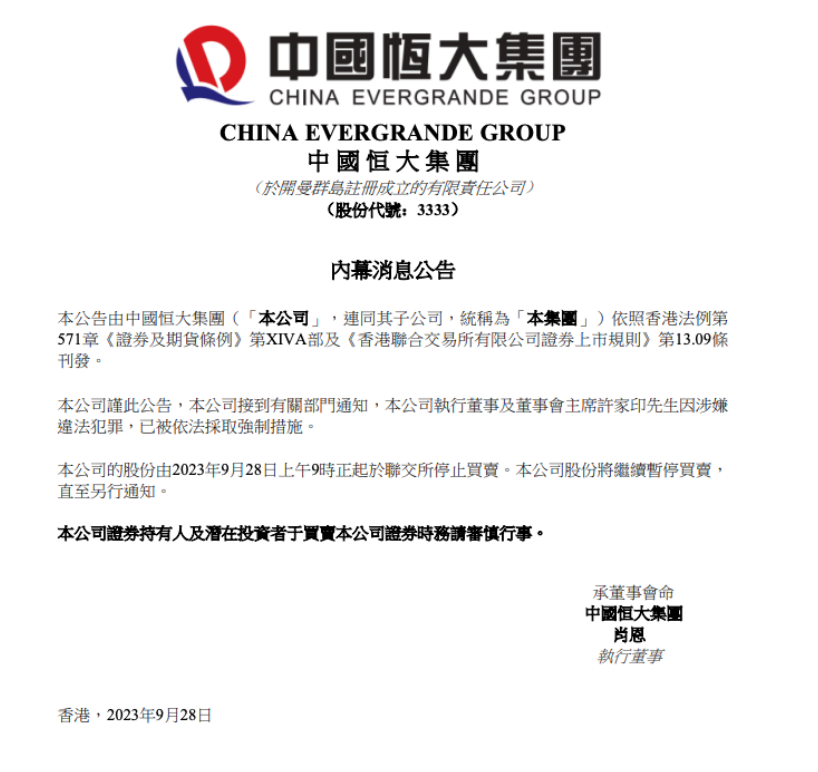 中國恆大集團
CHINA EVERGRANDE GROUP
CHINA EVERGRANDE GROUP
中國恒大集團
（於開曼群島註冊成立的有限責任公司）
（股份代號：3333）
內幕消息公告
本公告由中國恒大集團（「本公司」，連同其子公司，統稱為「本集團」）依照香港法例第
571章《證券及期貨條例》第XIVA部及《香港聯合交易所有限公司證券上市規則》第13.09條
刊發。
本公司謹此公告，本公司接到有關部門通知，本公司執行董事及董事會主席許家印先生因涉嫌
違法犯罪，已被依法採取強制措施。
本公司的股份由2023年9月28日上午9時正起於聯交所停止買賣。本公司股份將繼續暫停買賣，
直至另行通知。
本公司證券持有人及潛在投資者于買賣本公司證券時務請審慎行事。
承董事會命
中國恒大集團
肖恩
執行董事
香港，2023年9月28日